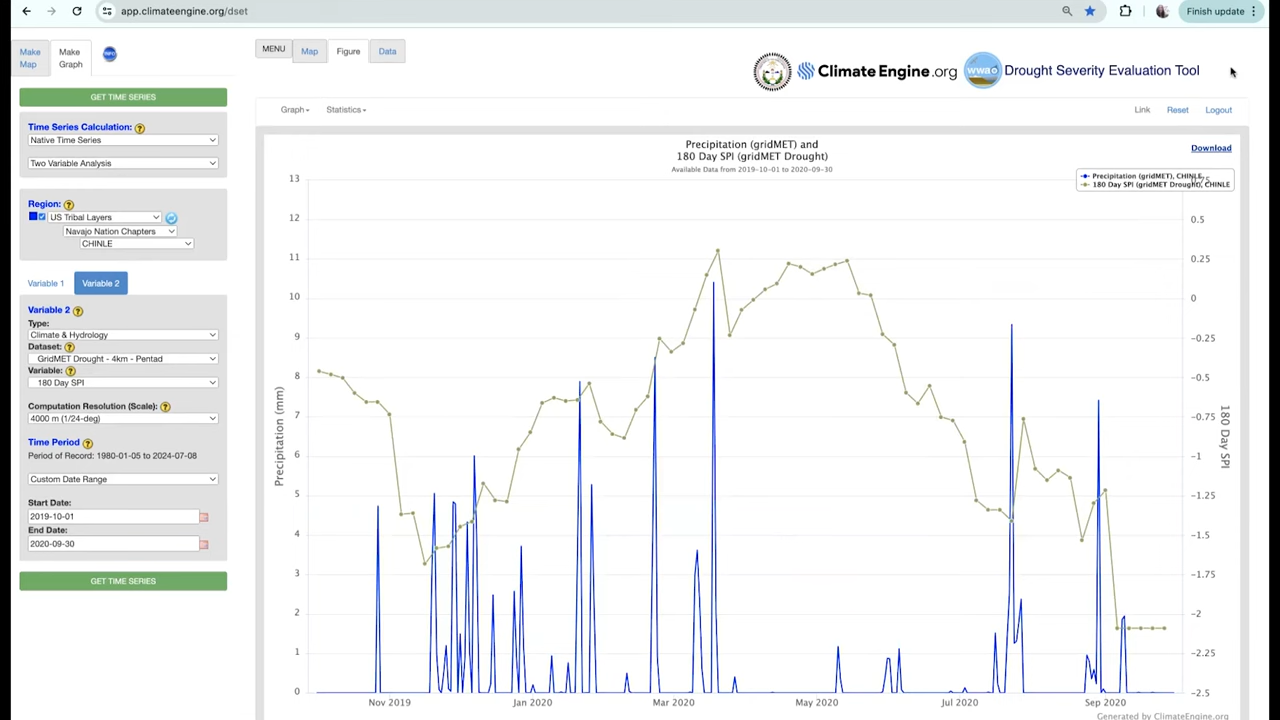 app.climateengine.org/dset
Finish update
Make Map
Make Graph
INFO
MENU
Map
Figure
Data
ClimateEngine.org
WWAO
Drought Severity Evaluation Tool
GET TIME SERIES
Graph
Statistics
Link
Reset
Logout
Time Series Calculation:
Native Time Series
Two Variable Analysis
Region:
US Tribal Layers
Navajo Nation Chapters
CHINLE
Variable 1
Variable 2
Variable 2
Type:
Climate & Hydrology
Dataset:
GridMET Drought - 4km - Pentad
Variable:
180 Day SPI
Computation Resolution (Scale):
4000 m (1/24-deg)
Time Period
Period of Record: 1980-01-05 to 2024-07-08
Custom Date Range
Start Date:
2019-10-01
End Date:
2020-09-30
GET TIME SERIES
Precipitation (gridMET) and
180 Day SPI (gridMET Drought)
Available Data from 2019-10-01 to 2020-09-30
Download
Precipitation (gridMET), CHINLE
180 Day SPI (gridMET Drought), CHINLE
Precipitation (mm)
13
12
11
10
9
8
7
6
5
4
3
2
1
0
0.5
0.25
0
−0.25
−0.5
−0.75
−1
−1.25
−1.5
−1.75
−2
−2.25
−2.5
180 Day SPI
Nov 2019
Jan 2020
Mar 2020
May 2020
Jul 2020
Sep 2020
Generated by ClimateEngine.org